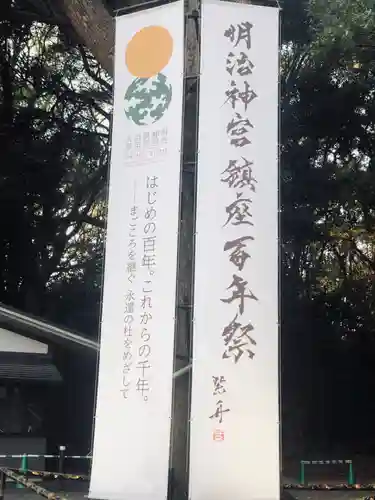 明治神宮鎮座百年祭
紫舟
はじめの百年。これからの千年。
まごころを継ぐ 永遠の杜をめざして